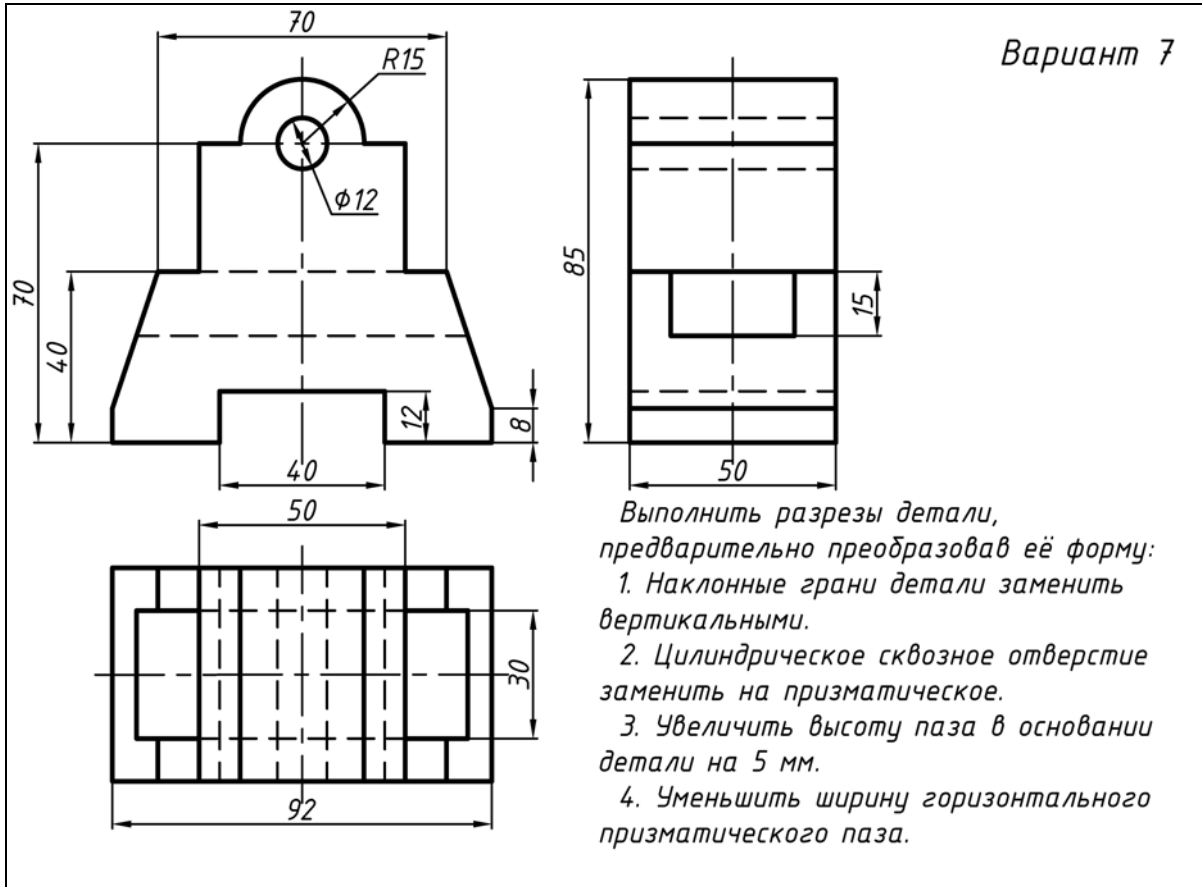 70
R15
Вариант 7
ϕ12
70
40
12
8
40
85
15
50
50
30
92
Выполнить разрезы детали,
предварительно преобразовав её форму:
1. Наклонные грани детали заменить
вертикальными.
2. Цилиндрическое сквозное отверстие
заменить на призматическое.
3. Увеличить высоту паза в основании
детали на 5 мм.
4. Уменьшить ширину горизонтального
призматического паза.